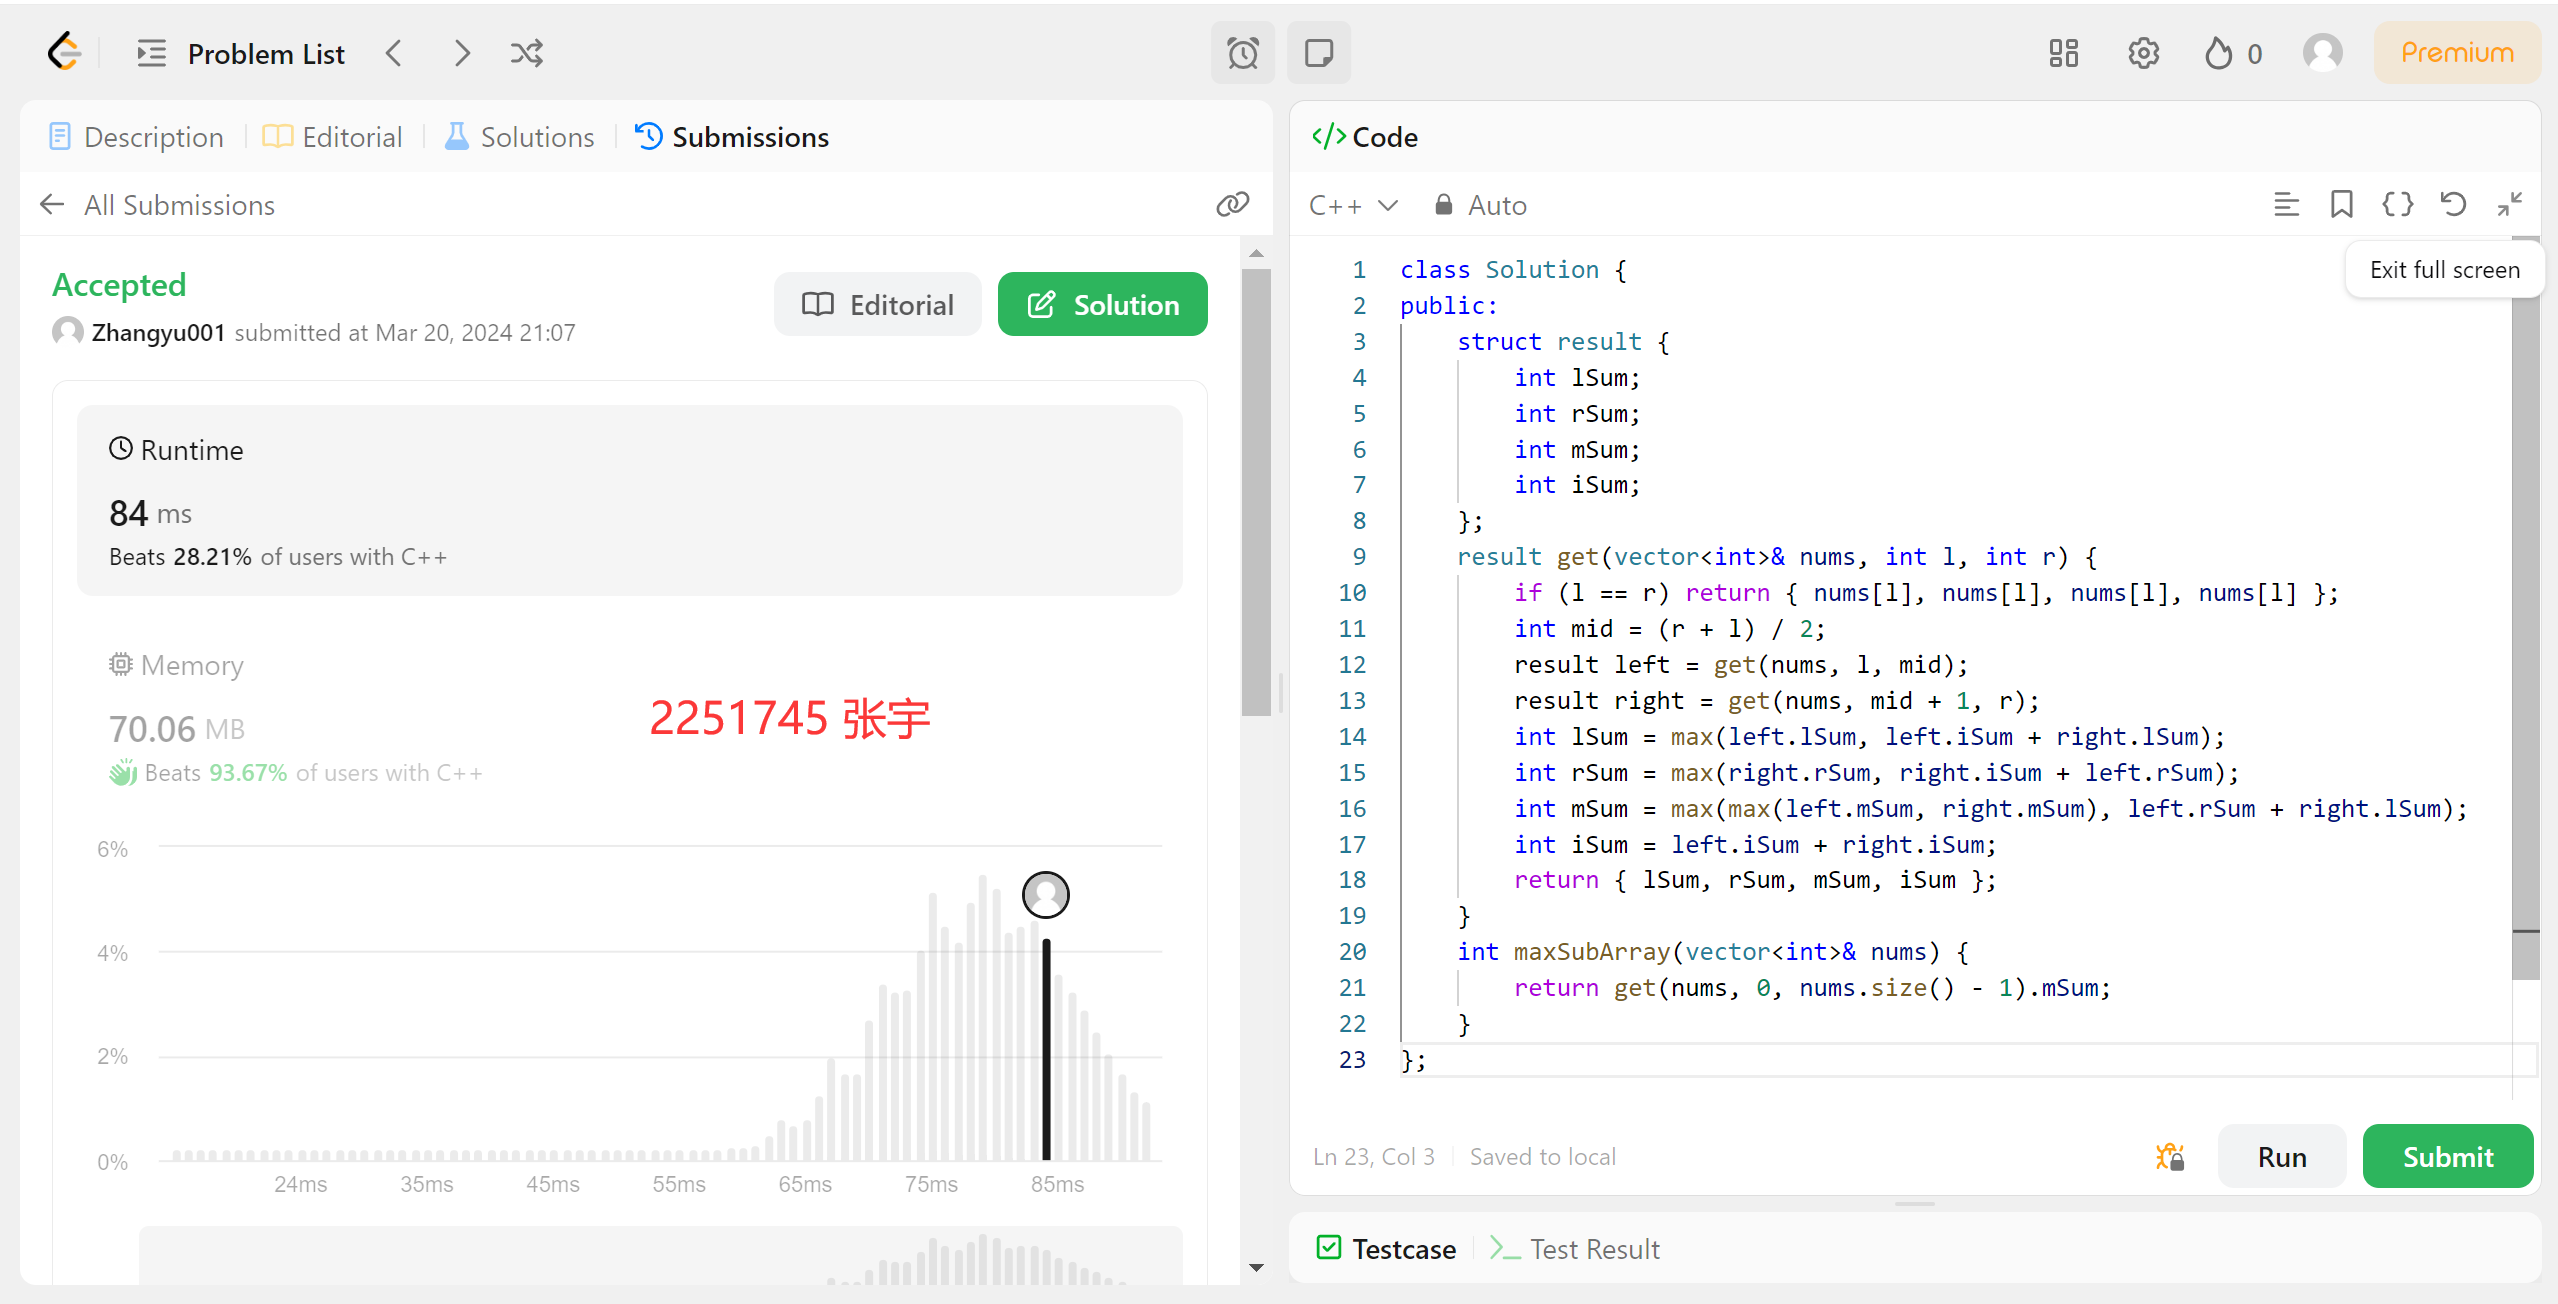 Problem List
0
Premium
Description
Editorial
Solutions
Submissions
All Submissions
Accepted
Zhangyu001 submitted at Mar 20, 2024 21:07
Editorial
Solution
Runtime
84 ms
Beats 28.21% of users with C++
Memory
70.06 MB
Beats 93.67% of users with C++
2251745 张宇
6%
4%
2%
0%
24ms 35ms 45ms 55ms 65ms 75ms 85ms
</> Code
C++
Auto
Exit full screen
1 class Solution {
2 public:
3     struct result {
4         int lSum;
5         int rSum;
6         int mSum;
7         int iSum;
8     };
9     result get(vector<int>& nums, int l, int r) {
10         if (l == r) return { nums[l], nums[l], nums[l], nums[l] };
11         int mid = (r + l) / 2;
12         result left = get(nums, l, mid);
13         result right = get(nums, mid + 1, r);
14         int lSum = max(left.lSum, left.iSum + right.lSum);
15         int rSum = max(right.rSum, right.iSum + left.rSum);
16         int mSum = max(max(left.mSum, right.mSum), left.rSum + right.lSum);
17         int iSum = left.iSum + right.iSum;
18         return { lSum, rSum, mSum, iSum };
19     }
20     int maxSubArray(vector<int>& nums) {
21         return get(nums, 0, nums.size() - 1).mSum;
22     }
23 };
Ln 23, Col 3
Saved to local
Run
Submit
Testcase
Test Result